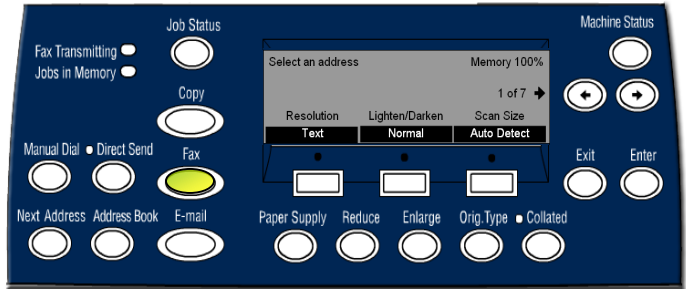 Job Status
Machine Status
Fax Transmitting
Jobs in Memory
Select an address Memory 100%
1 of 7
Copy
Resolution Lighten/Darken Scan Size
Text Normal Auto Detect
Manual Dial Direct Send Fax
Exit Enter
Next Address Address Book E-mail
Paper Supply Reduce Enlarge Orig.Type Collated